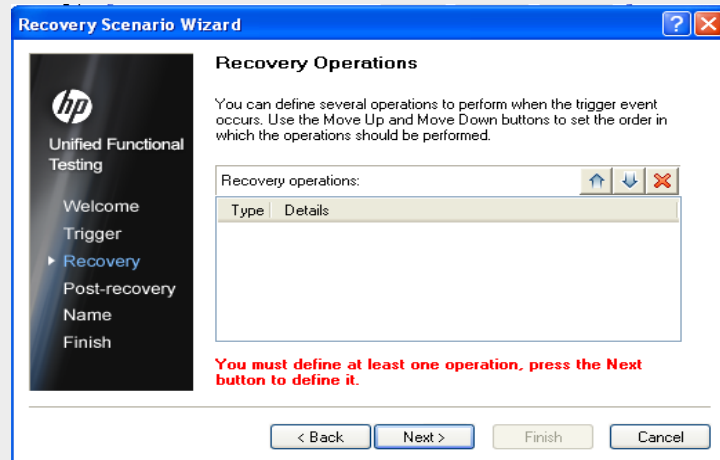 Recovery Scenario Wizard
?
X
hp
Unified Functional
Testing
Welcome
Trigger
Recovery
Post-recovery
Name
Finish
Recovery Operations
You can define several operations to perform when the trigger event
occurs. Use the Move Up and Move Down buttons to set the order in
which the operations should be performed.
Recovery operations:
Type Details
You must define at least one operation, press the Next
button to define it.
< Back
Next >
Finish
Cancel